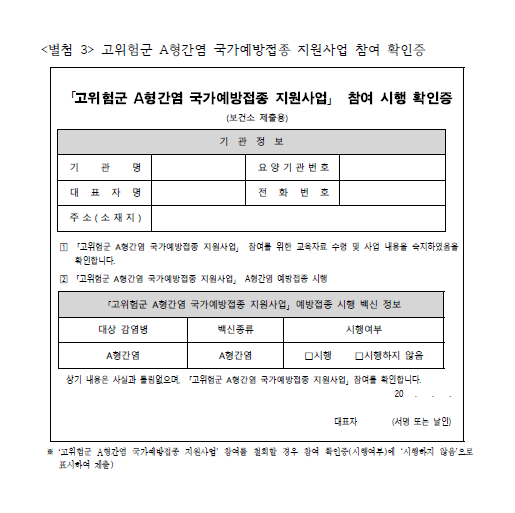 <별첨 3> 고위험군 A형간염 국가예방접종 지원사업 참여 확인증
「고위험군 A형간염 국가예방접종 지원사업」 참여 시행 확인증
(보건소 제출용)
기 관 정 보
기 관 명 요양기관번호
대 표 자 명 전 화 번 호
주소(소재지)
① 「고위험군 A형간염 국가예방접종 지원사업」 참여를 위한 교육자료 수령 및 사업 내용을 숙지하였음을
확인합니다.
② 「고위험군 A형간염 국가예방접종 지원사업」 A형간염 예방접종 시행
「고위험군 A형간염 국가예방접종 지원사업」예방접종 시행 백신 정보
대상 감염병 백신종류 시행여부
A형간염 A형간염 □시행 □시행하지 않음
상기 내용은 사실과 틀림없으며, 「고위험군 A형간염 국가예방접종 지원사업」참여를 확인합니다.
20 . . .
대표자 (서명 또는 날인)
※ '고위험군 A형간염 국가예방접종 지원사업' 참여를 철회할 경우 참여 확인증(시행여부)에 '시행하지 않음'으로
표시하여 제출)